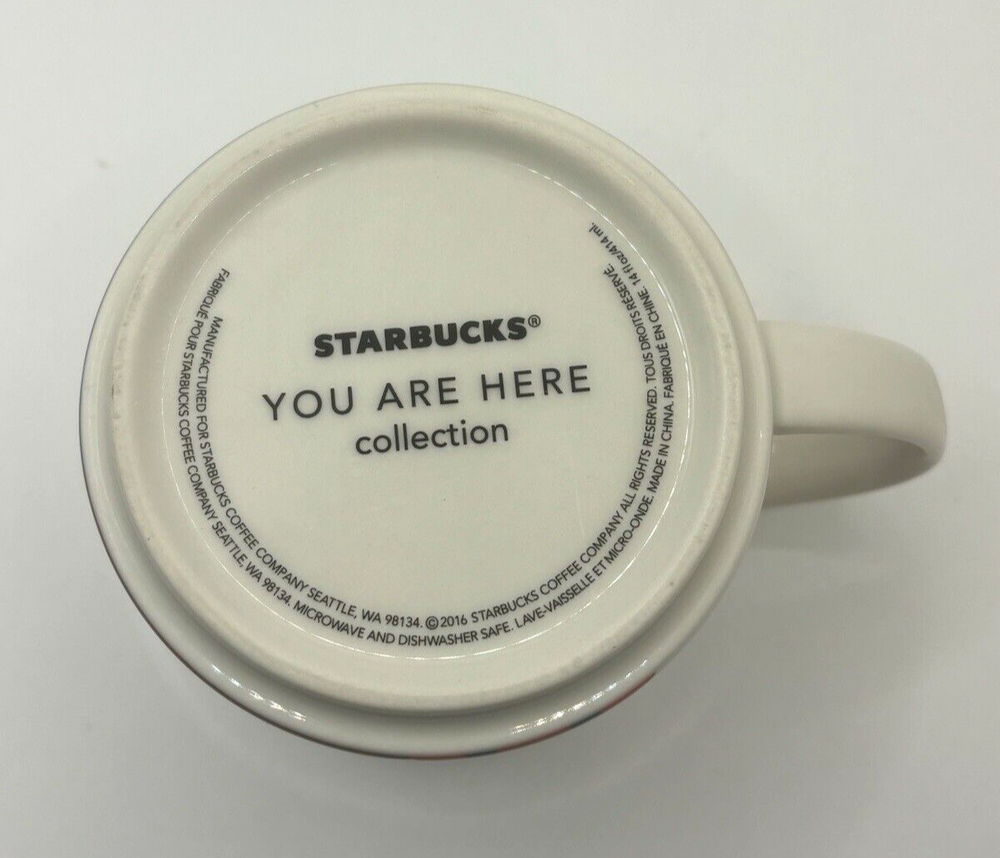 STARBUCKS®
YOU ARE HERE
collection
MANUFACTURED FOR STARBUCKS COFFEE COMPANY SEATTLE, WA 98134. ©2016 STARBUCKS COFFEE COMPANY ALL RIGHTS RESERVED. TOUS DROITS RÉSERVÉ.
FABRIQUÉ POUR STARBUCKS COFFEE COMPANY SEATTLE, WA 98134. MICROWAVE AND DISHWASHER SAFE. LAVE-VAISSELLE ET MICRO-ONDE. MADE IN CHINA. FABRIQUÉ EN CHINE. 14 fl oz/414 ml.